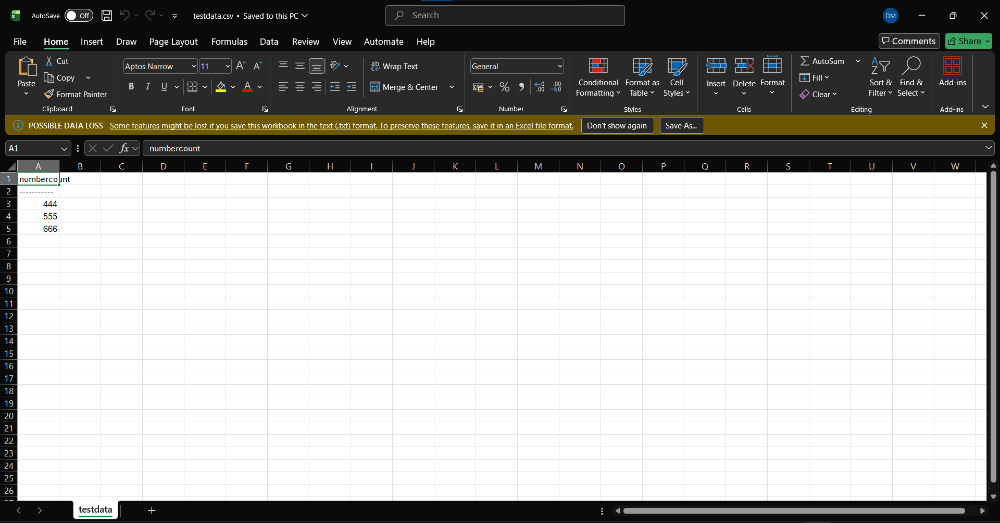 AutoSave Off testdata.csv • Saved to this PC Search DM
File Home Insert Draw Page Layout Formulas Data Review View Automate Help Comments Share
Paste
Cut
Copy
Format Painter
Clipboard
Aptos Narrow 11
B I U A
Font
Wrap Text
Merge & Center
Alignment
General
Number
Conditional Formatting
Format as Table
Cell Styles
Styles
Insert
Delete
Format
Cells
AutoSum
Fill
Clear
Sort & Filter
Find & Select
Editing
Add-ins
Add-ins
POSSIBLE DATA LOSS Some features might be lost if you save this workbook in the text (.txt) format. To preserve these features, save it in an Excel file format. Don't show again Save As...
A1 fx numbercount
A B C D E F G H I J K L M N O P Q R S T U V W
1 numbercount
2 -----------
3 444
4 555
5 666
6
7
8
9
10
11
12
13
14
15
16
17
18
19
20
21
22
23
24
25
26
testdata